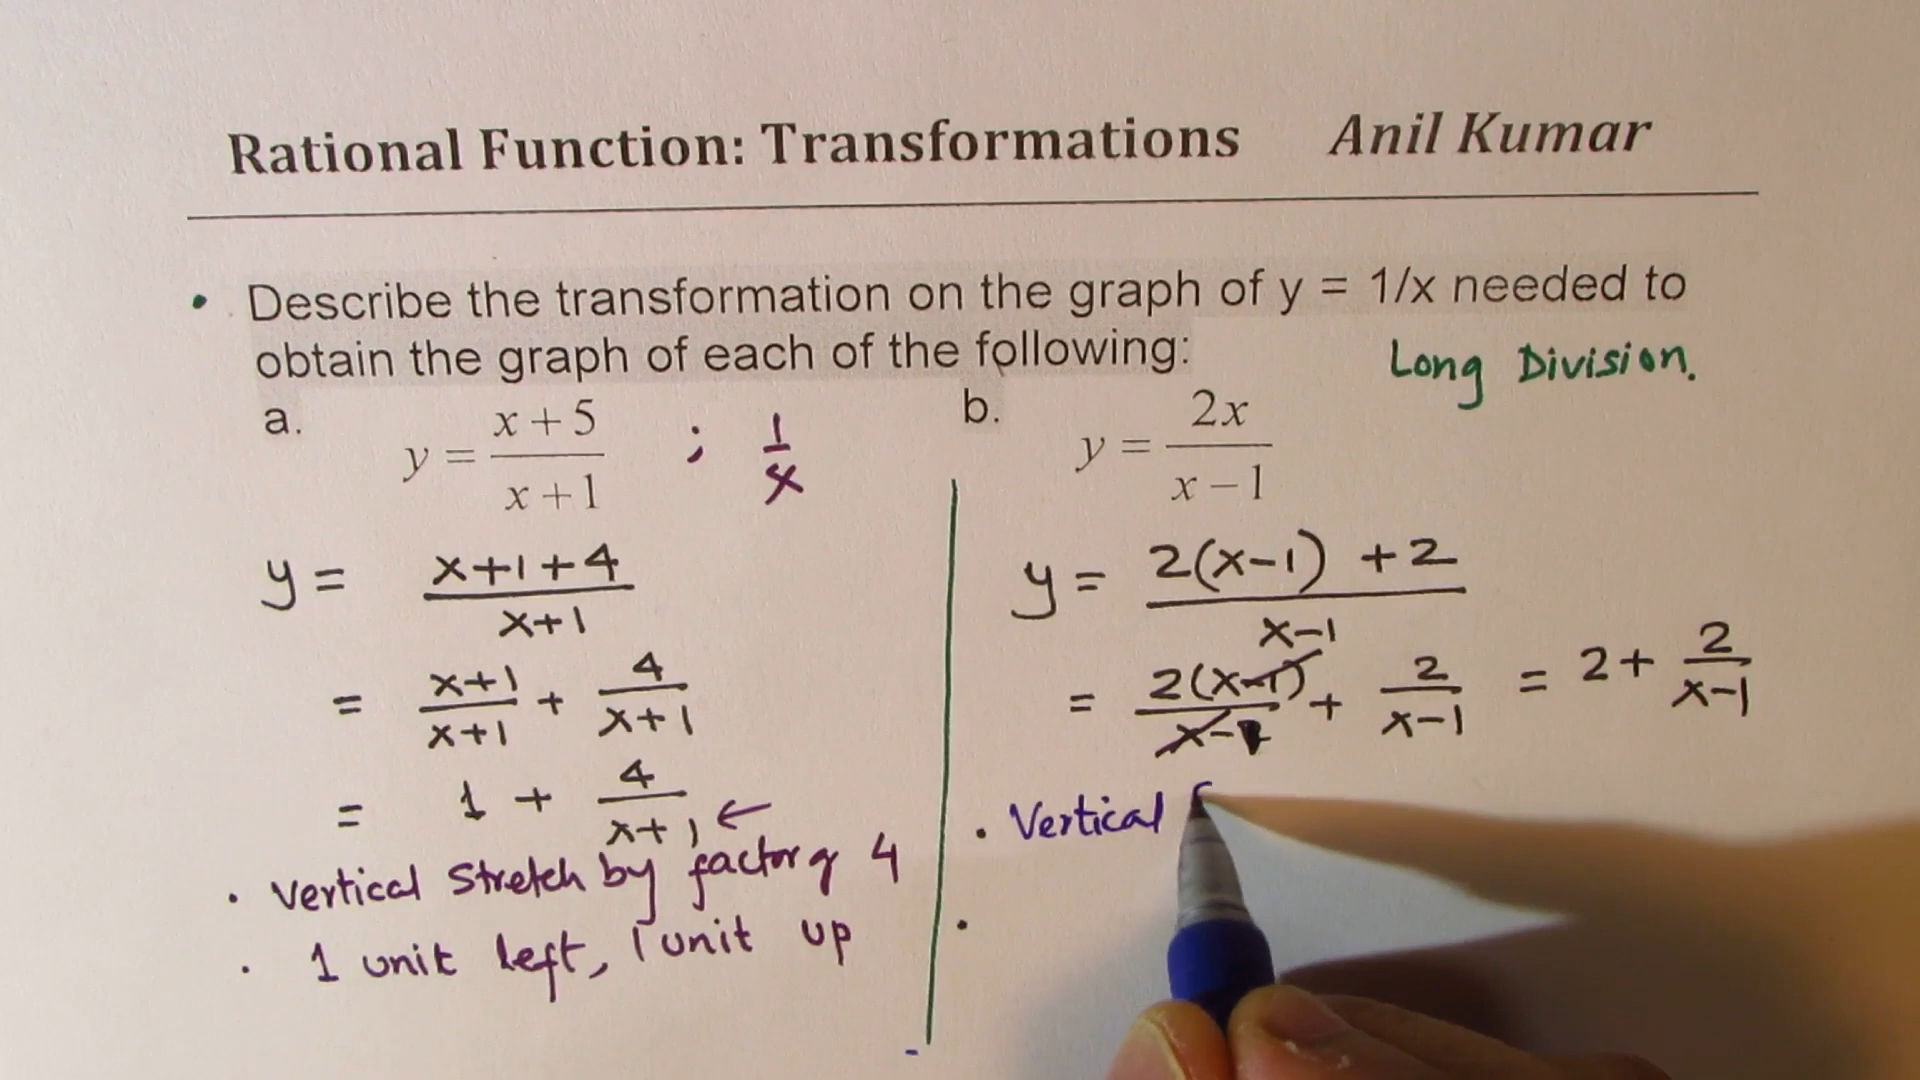 Rational Function: Transformations Anil Kumar
• Describe the transformation on the graph of y = 1/x needed to
obtain the graph of each of the following:
Long Division.
a. y = (x + 5)/(x + 1) ; 1/x
y = (x+1+4)/(x+1)
= (x+1)/(x+1) + 4/(x+1)
= 1 + 4/(x+1) ←
• Vertical Stretch by factor of 4
• 1 unit left, 1 unit up
b. y = 2x/(x − 1)
y = (2(x-1) +2)/(x-1)
= 2(x-1)/(x-1) + 2/(x-1) = 2+ 2/(x-1)
• Vertical
•